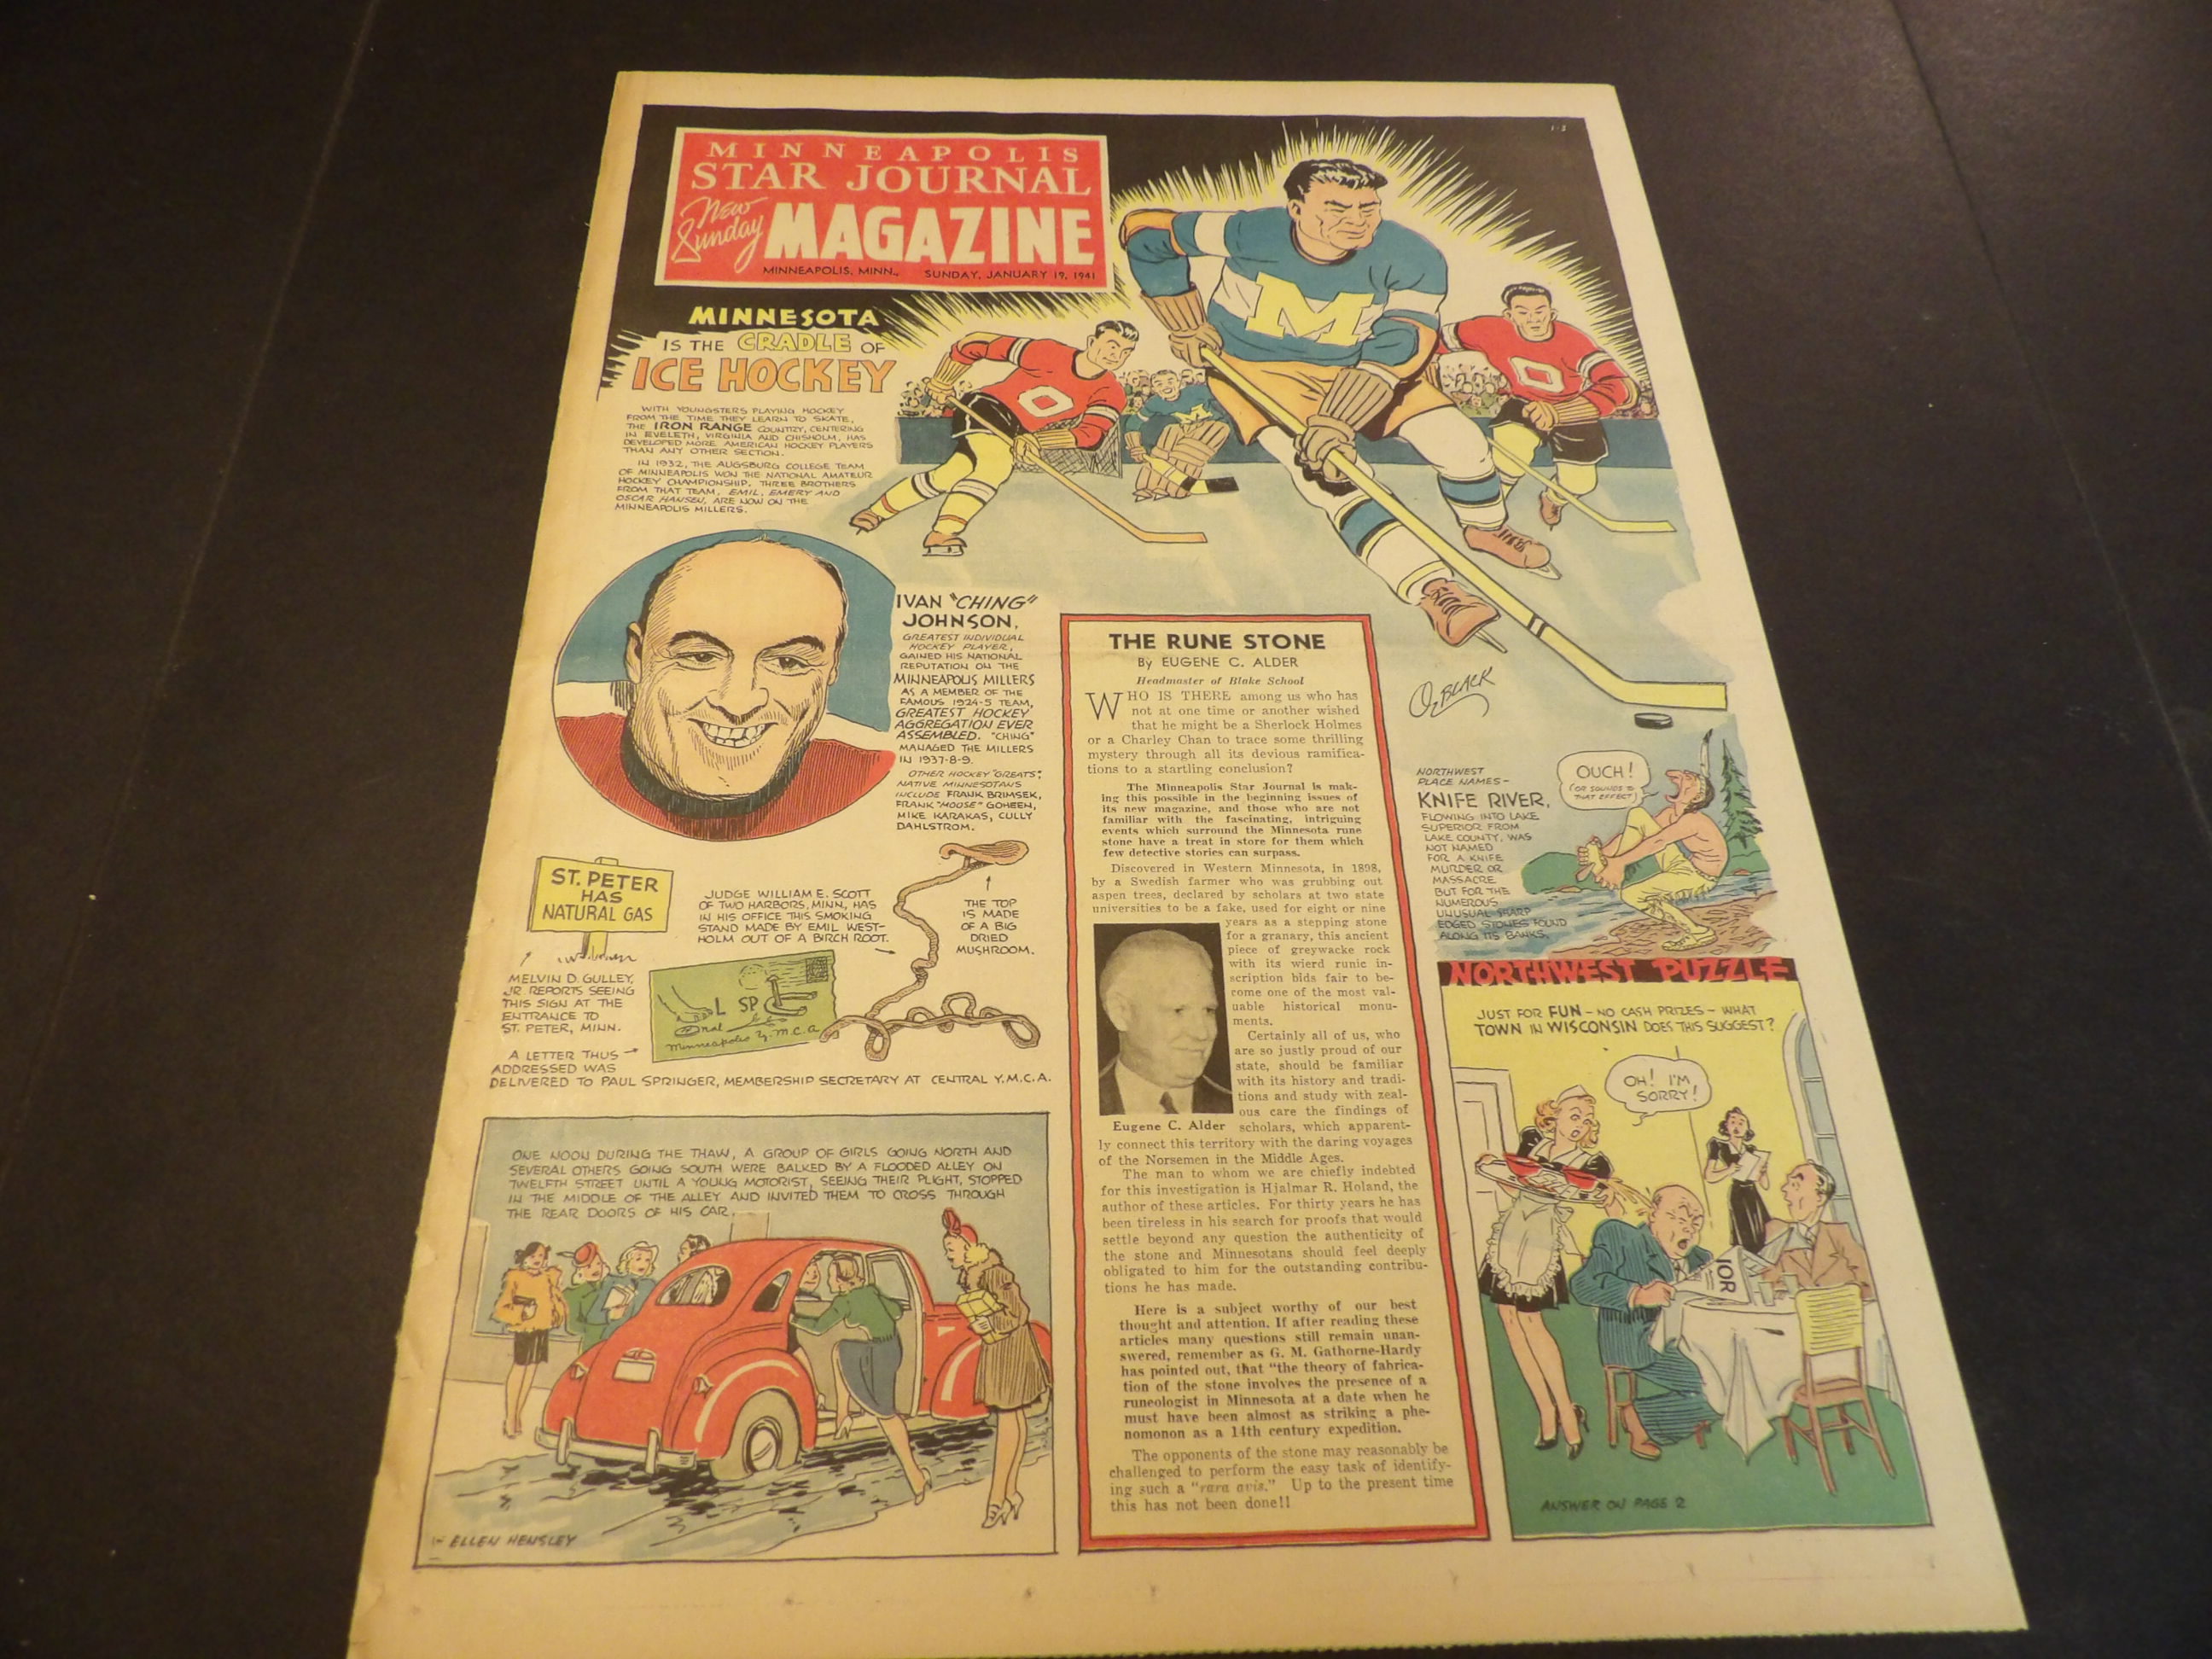 MINNEAPOLIS
STAR JOURNAL
New
Sunday
MAGAZINE
MINNEAPOLIS, MINN., SUNDAY, JANUARY 19, 1941
MINNESOTA
IS THE CRADLE OF
ICE HOCKEY
WITH YOUNGSTERS PLAYING HOCKEY
FROM THE TIME THEY LEARN TO SKATE,
THE IRON RANGE COUNTRY, CENTERING
IN EVELETH, VIRGINIA AND CHISHOLM, HAS
DEVELOPED MORE AMERICAN HOCKEY PLAYERS
THAN ANY OTHER SECTION.
IN 1932, THE AUGSBURG COLLEGE TEAM
OF MINNEAPOLIS WON THE NATIONAL AMATEUR
HOCKEY CHAMPIONSHIP. THREE BROTHERS
FROM THAT TEAM, EMIL, EMERY AND
OSCAR HANSEN, ARE NOW ON THE
MINNEAPOLIS MILLERS.
M
O
M
O
IVAN "CHING"
JOHNSON,
GREATEST INDIVIDUAL
HOCKEY PLAYER,
GAINED HIS NATIONAL
REPUTATION ON THE
MINNEAPOLIS MILLERS
AS A MEMBER OF THE
FAMOUS 1924-5 TEAM,
GREATEST HOCKEY
AGGREGATION EVER
ASSEMBLED. "CHING"
MANAGED THE MILLERS
IN 1937-8-9.
OTHER HOCKEY "GREATS",
NATIVE MINNESOTANS
INCLUDE FRANK BRIMSEK,
FRANK "MOOSE" GOHEEN,
MIKE KARAKAS, CULLY
DAHLSTROM.
ST. PETER
HAS
NATURAL GAS
MELVIN D. GULLEY,
JR. REPORTS SEEING
THIS SIGN AT THE
ENTRANCE TO
ST. PETER, MINN.
JUDGE WILLIAM E. SCOTT
OF TWO HARBORS, MINN., HAS
IN HIS OFFICE THIS SMOKING
STAND MADE BY EMIL WEST-
HOLM OUT OF A BIRCH ROOT.
THE TOP
IS MADE
OF A BIG
DRIED
MUSHROOM.
L SP
Minneapolis Y.M.C.A.
A LETTER THUS
ADDRESSED WAS
DELIVERED TO PAUL SPRINGER, MEMBERSHIP SECRETARY AT CENTRAL Y.M.C.A.
ONE NOON DURING THE THAW, A GROUP OF GIRLS GOING NORTH AND
SEVERAL OTHERS GOING SOUTH WERE BALKED BY A FLOODED ALLEY ON
TWELFTH STREET UNTIL A YOUNG MOTORIST, SEEING THEIR PLIGHT, STOPPED
IN THE MIDDLE OF THE ALLEY AND INVITED THEM TO CROSS THROUGH
THE REAR DOORS OF HIS CAR.
ELLEN HENSLEY
THE RUNE STONE
By EUGENE C. ALDER
Headmaster of Blake School
WHO IS THERE among us who has
not at one time or another wished
that he might be a Sherlock Holmes
or a Charley Chan to trace some thrilling
mystery through all its devious ramifica-
tions to a startling conclusion?
The Minneapolis Star Journal is mak-
ing this possible in the beginning issues of
its new magazine, and those who are not
familiar with the fascinating, intriguing
events which surround the Minnesota rune
stone have a treat in store for them which
few detective stories can surpass.
Discovered in Western Minnesota, in 1898,
by a Swedish farmer who was grubbing out
aspen trees, declared by scholars at two state
universities to be a fake, used for eight or nine
years as a stepping stone
for a granary, this ancient
piece of greywacke rock
with its wierd runic in-
scription bids fair to be-
come one of the most val-
uable historical monu-
ments.
Certainly all of us, who
are so justly proud of our
state, should be familiar
with its history and tradi-
tions and study with zeal-
ous care the findings of
Eugene C. Alder
scholars, which apparent-
ly connect this territory with the daring voyages
of the Norsemen in the Middle Ages.
The man to whom we are chiefly indebted
for this investigation is Hjalmar R. Holand, the
author of these articles. For thirty years he has
been tireless in his search for proofs that would
settle beyond any question the authenticity of
the stone and Minnesotans should feel deeply
obligated to him for the outstanding contribu-
tions he has made.
Here is a subject worthy of our best
thought and attention. If after reading these
articles many questions still remain unan-
swered, remember as G. M. Gathorne-Hardy
has pointed out, that "the theory of fabrica-
tion of the stone involves the presence of a
runeologist in Minnesota at a date when he
must have been almost as striking a phe-
nomonon as a 14th century expedition.
The opponents of the stone may reasonably be
challenged to perform the easy task of identify-
ing such a "rara avis." Up to the present time
this has not been done!!
Oz BLACK
NORTHWEST
PLACE NAMES-
KNIFE RIVER,
FLOWING INTO LAKE
SUPERIOR FROM
LAKE COUNTY, WAS
NOT NAMED
FOR A KNIFE
MURDER OR
MASSACRE
BUT FOR THE
NUMEROUS
UNUSUAL SHARP
EDGED STONES FOUND
ALONG ITS BANKS.
OUCH!
(OR SOUNDS TO
THAT EFFECT)
NORTHWEST PUZZLE
JUST FOR FUN - NO CASH PRIZES - WHAT
TOWN IN WISCONSIN DOES THIS SUGGEST?
OH! I'M
SORRY!
IOR
ANSWER ON PAGE 2